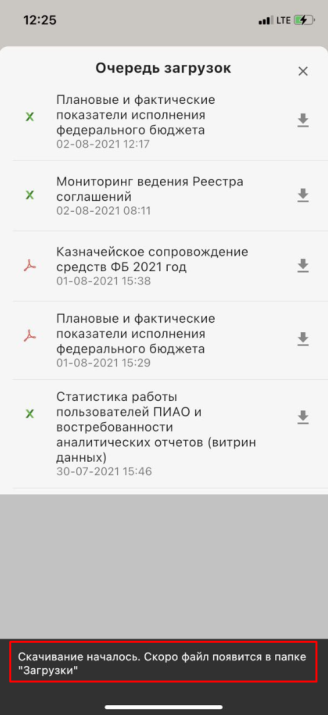 12:25
LTE
Очередь загрузок
Плановые и фактические
показатели исполнения
федерального бюджета
02-08-2021 12:17
Мониторинг ведения Реестра
соглашений
02-08-2021 08:11
Казначейское сопровождение
средств ФБ 2021 год
01-08-2021 15:38
Плановые и фактические
показатели исполнения
федерального бюджета
01-08-2021 15:29
Статистика работы
пользователей ПИАО и
востребованности
аналитических отчетов (витрин
данных)
30-07-2021 15:46
Скачивание началось. Скоро файл появится в папке
"Загрузки"